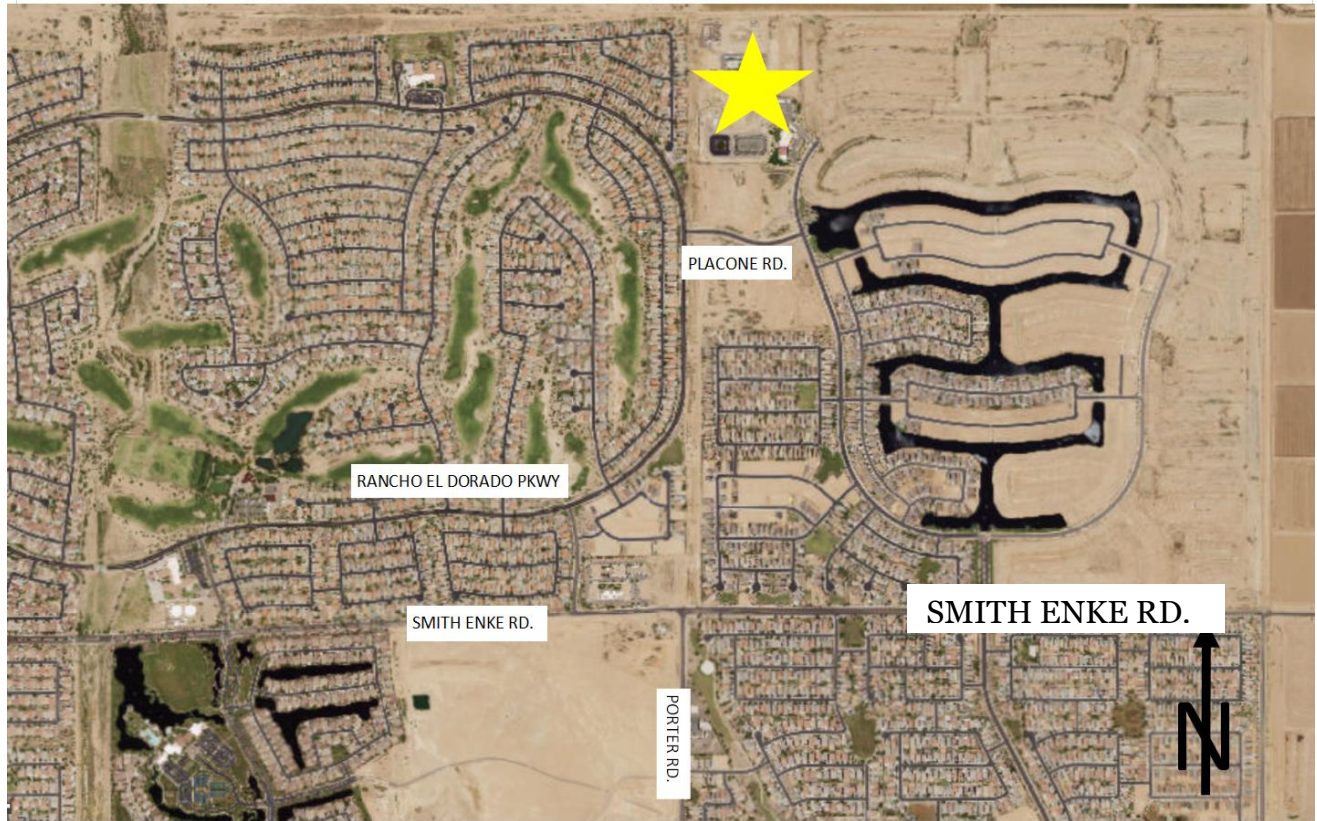 PLACONE RD.
RANCHO EL DORADO PKWY
SMITH ENKE RD.
SMITH ENKE RD.
PORTER RD.
N